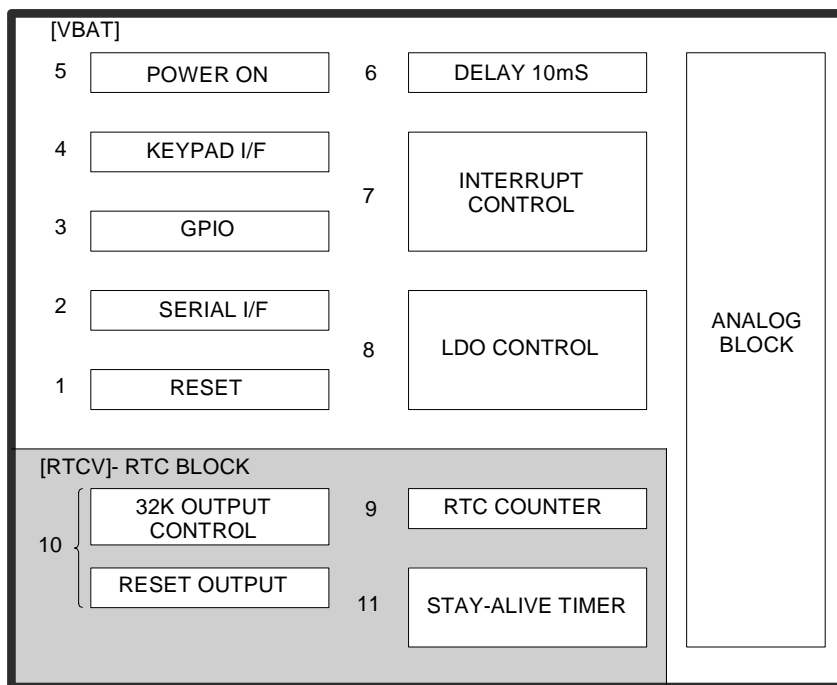 [VBAT]
5 POWER ON
6 DELAY 10mS
4 KEYPAD I/F
7 INTERRUPT
CONTROL
3 GPIO
2 SERIAL I/F
8 LDO CONTROL
1 RESET
ANALOG
BLOCK
[RTCV]- RTC BLOCK
10 32K OUTPUT
CONTROL
RESET OUTPUT
9 RTC COUNTER
11 STAY-ALIVE TIMER